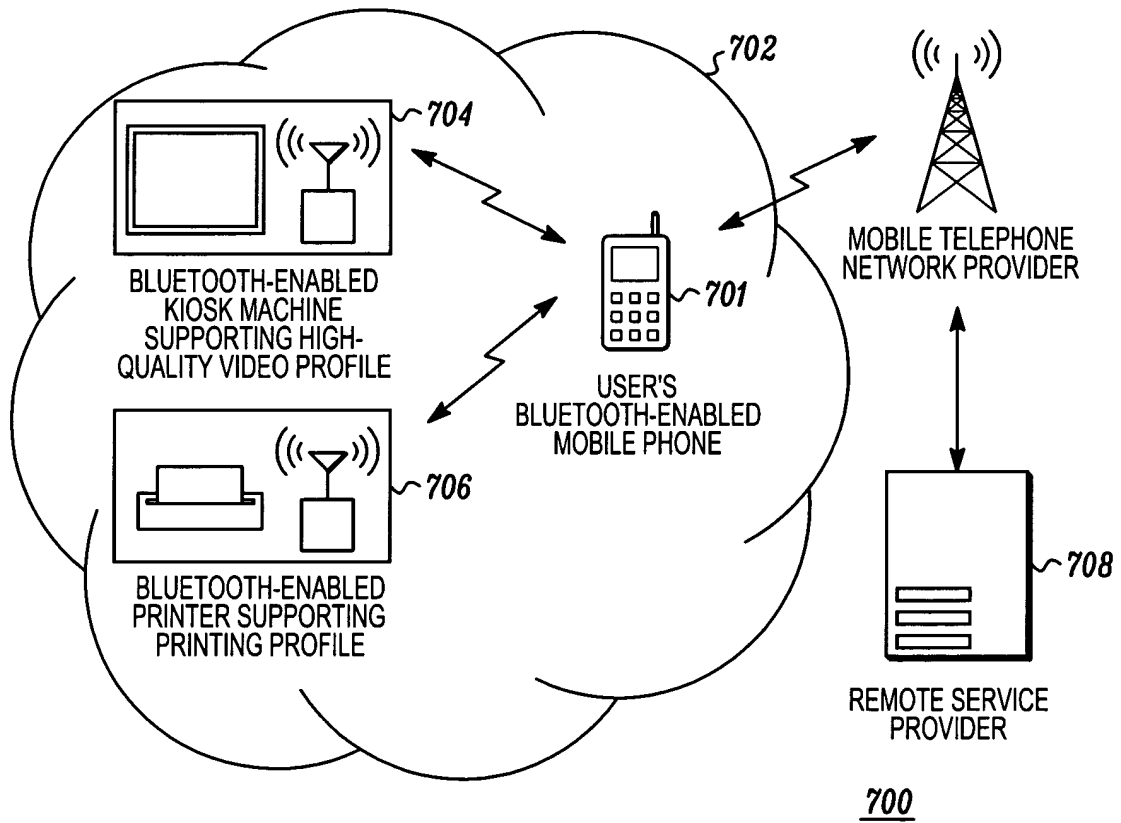 702
704
BLUETOOTH-ENABLED
KIOSK MACHINE
SUPPORTING HIGH-
QUALITY VIDEO PROFILE
701
USER'S
BLUETOOTH-ENABLED
MOBILE PHONE
MOBILE TELEPHONE
NETWORK PROVIDER
706
BLUETOOTH-ENABLED
PRINTER SUPPORTING
PRINTING PROFILE
708
REMOTE SERVICE
PROVIDER
700